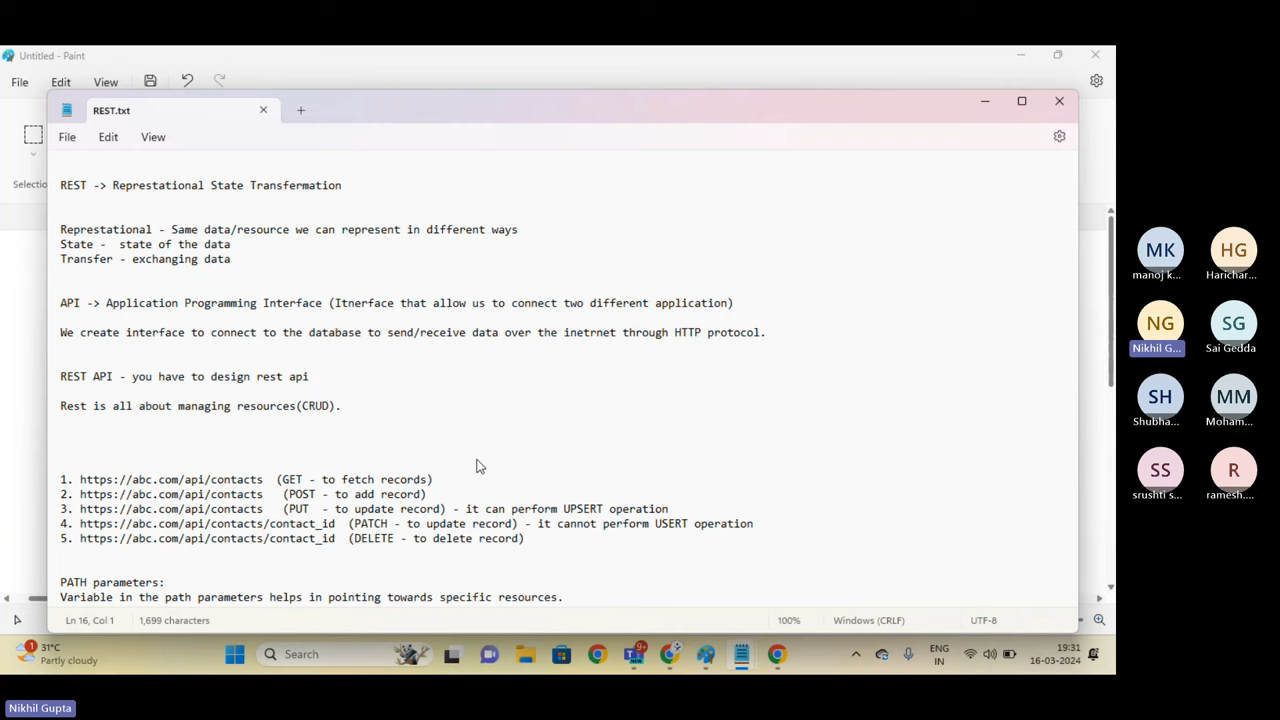 Untitled - Paint
File Edit View
REST.txt
File Edit View
Selectio
REST -> Represtational State Transfermation
Represtational - Same data/resource we can represent in different ways
State -  state of the data
Transfer - exchanging data
API -> Application Programming Interface (Itnerface that allow us to connect two different application)
We create interface to connect to the database to send/receive data over the inetrnet through HTTP protocol.
REST API - you have to design rest api
Rest is all about managing resources(CRUD).
1. https://abc.com/api/contacts  (GET - to fetch records)
2. https://abc.com/api/contacts   (POST - to add record)
3. https://abc.com/api/contacts   (PUT  - to update record) - it can perform UPSERT operation
4. https://abc.com/api/contacts/contact_id  (PATCH - to update record) - it cannot perform USERT operation
5. https://abc.com/api/contacts/contact_id  (DELETE - to delete record)
PATH parameters:
Variable in the path parameters helps in pointing towards specific resources.
Ln 16, Col 1 1,699 characters 100% Windows (CRLF) UTF-8
MK HG
manoj k... Harichar...
NG SG
Nikhil G... Sai Gedda
SH MM
Shubha... Moham...
SS R
srushti s... ramesh....
1 31°C
Partly cloudy
Search
9+
ENG
IN
19:31
16-03-2024
Nikhil Gupta